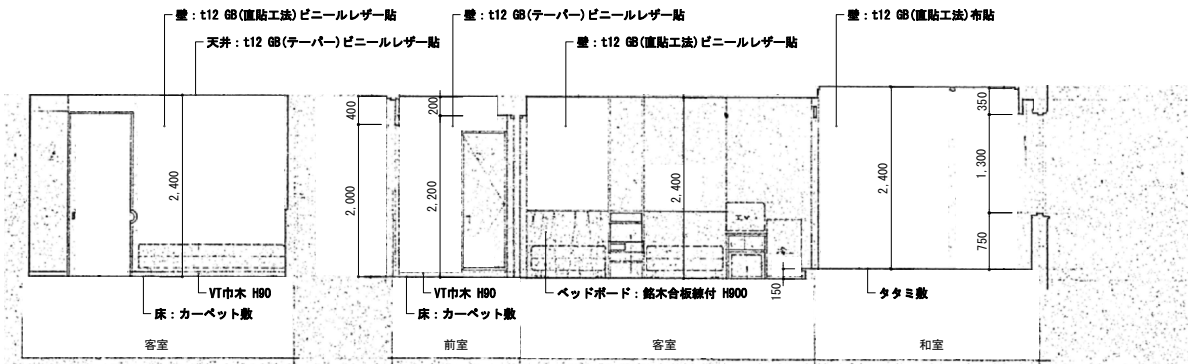 壁：t12 GB(直貼工法)ビニールレザー貼
天井：t12 GB(テーパー)ビニールレザー貼
壁：t12 GB(テーパー)ビニールレザー貼
壁：t12 GB(直貼工法)ビニールレザー貼
壁：t12 GB(直貼工法)布貼
2,400
400
2,000
200
2,200
2,400
2,400
350
1,300
750
150
VT巾木 H90
床：カーペット敷
VT巾木 H90
床：カーペット敷
ベッドボード：銘木合板練付 H900
タタミ敷
客室
前室
客室
和室